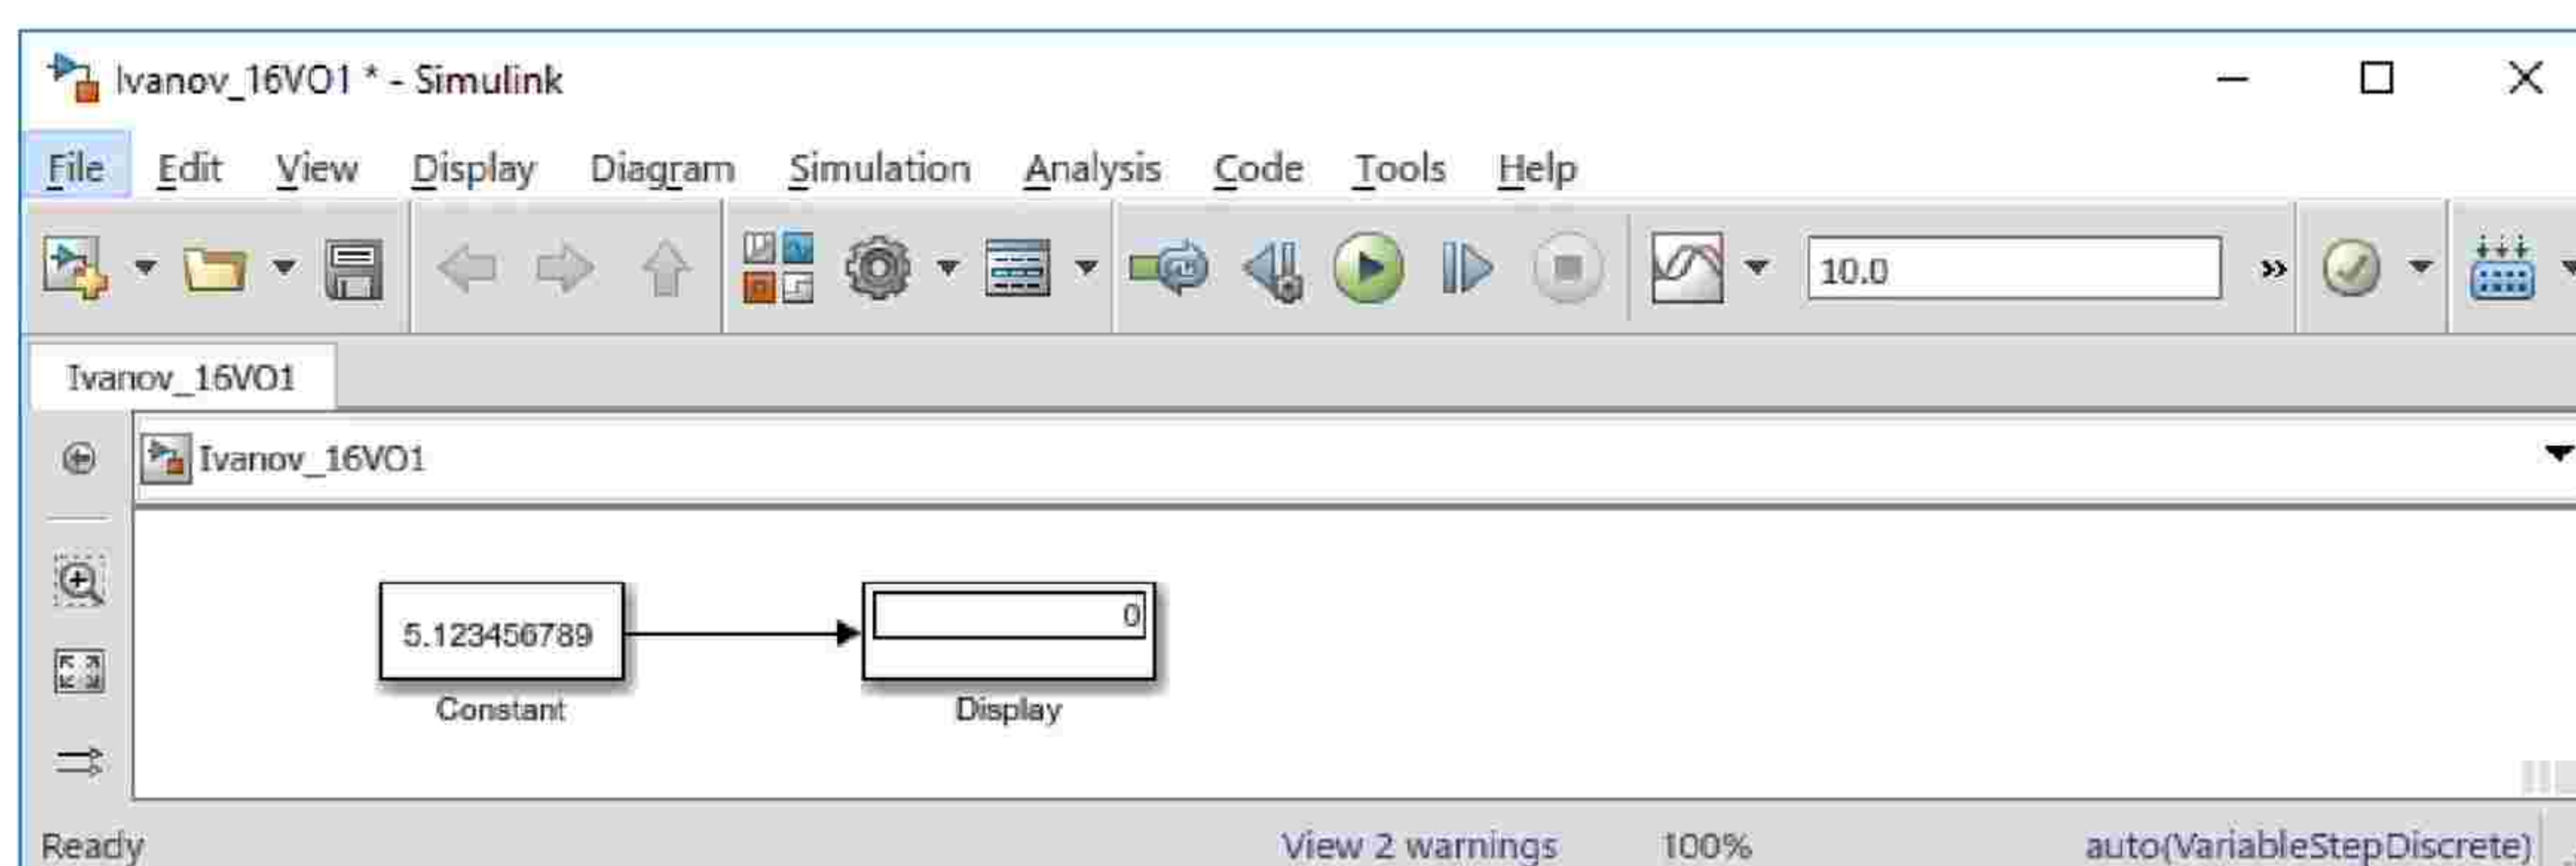 Ivanov_16VO1 * - Simulink
File Edit View Display Diagram Simulation Analysis Code Tools Help
10.0
Ivanov_16VO1
Ivanov_16VO1
5.123456789
0
Constant
Display
Ready View 2 warnings 100% auto(VariableStepDiscrete)